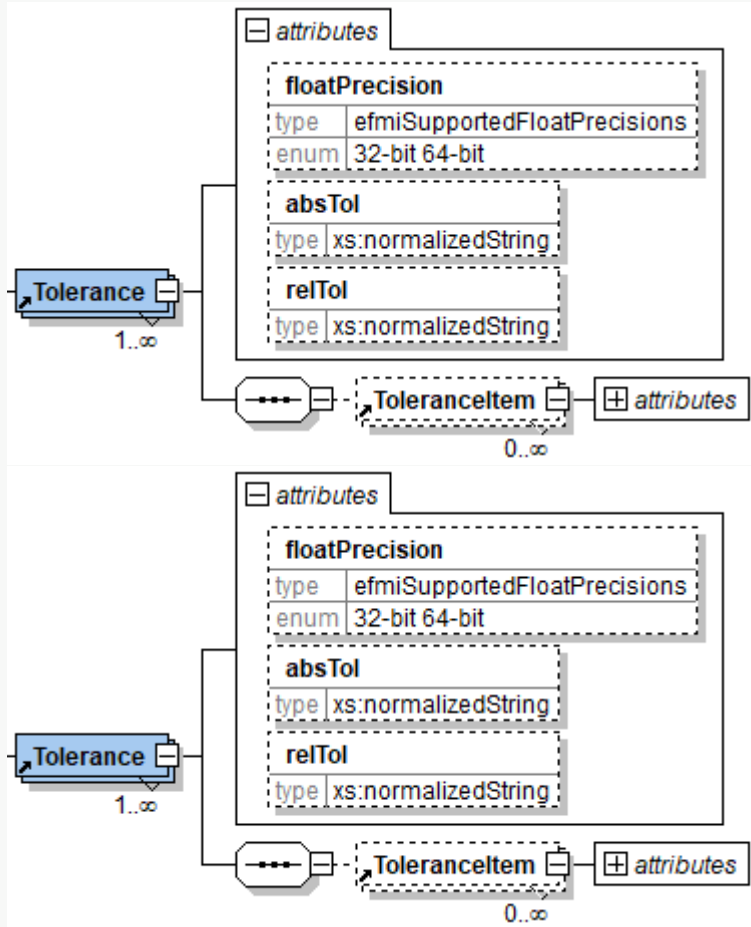 attributes
floatPrecision
type efmiSupportedFloatPrecisions
enum 32-bit 64-bit
absTol
type xs:normalizedString
relTol
type xs:normalizedString
Tolerance
1..∞
ToleranceItem
attributes
0..∞
attributes
floatPrecision
type efmiSupportedFloatPrecisions
enum 32-bit 64-bit
absTol
type xs:normalizedString
relTol
type xs:normalizedString
Tolerance
1..∞
ToleranceItem
attributes
0..∞